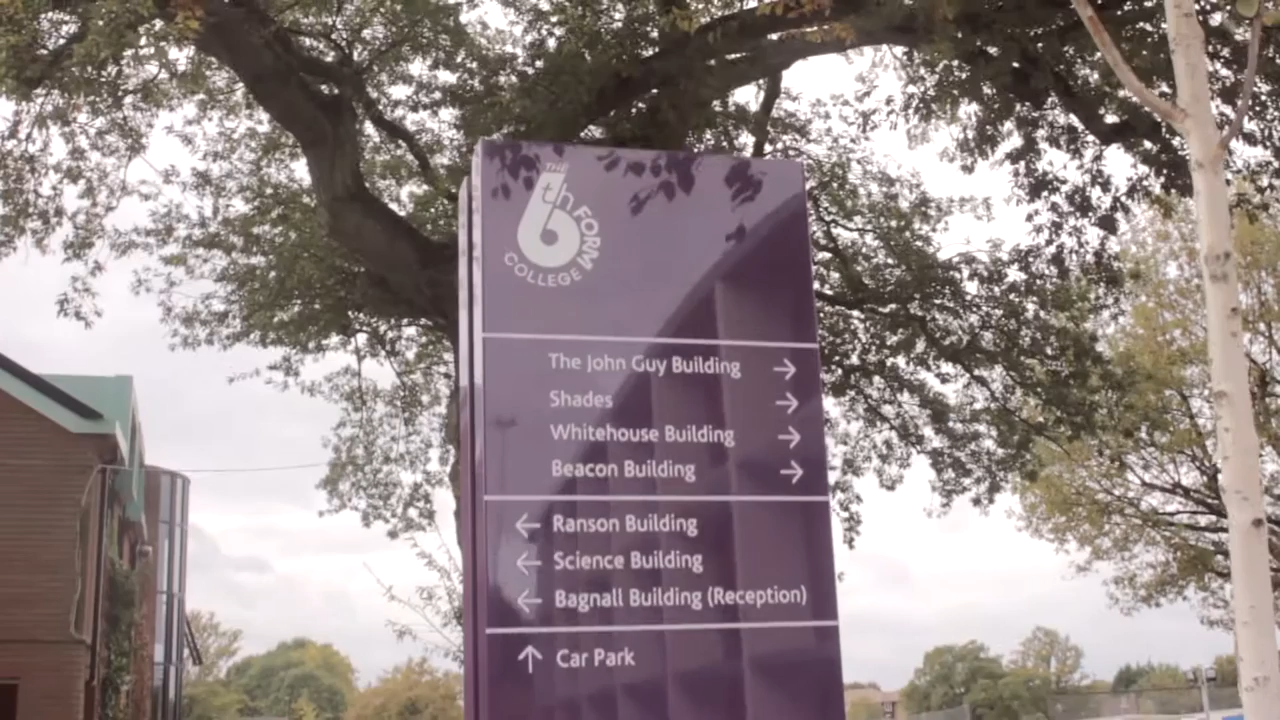 THE
6th FORM
COLLEGE
The John Guy Building →
Shades →
Whitehouse Building →
Beacon Building →
← Ranson Building
← Science Building
← Bagnall Building (Reception)
↑ Car Park